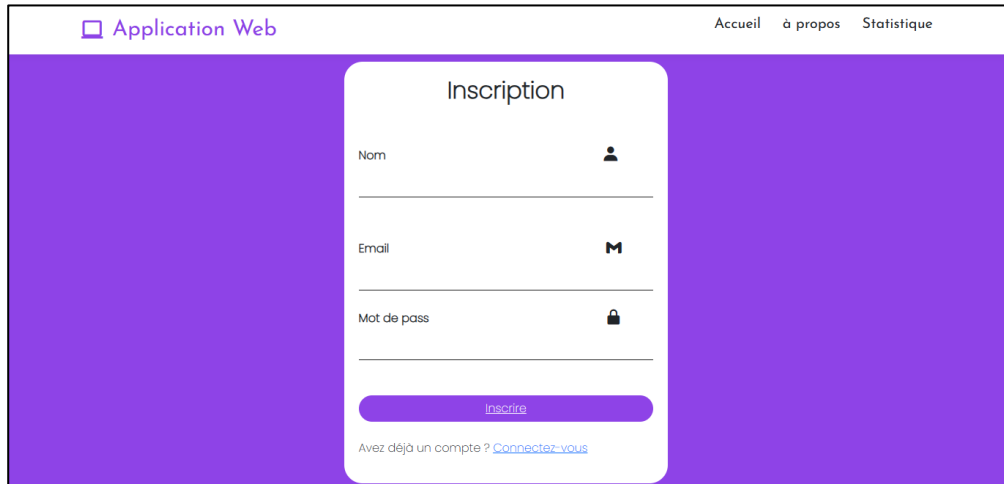 Application Web
Accueil à propos Statistique
Inscription
Nom
Email
Mot de pass
Inscrire
Avez déjà un compte ? Connectez-vous